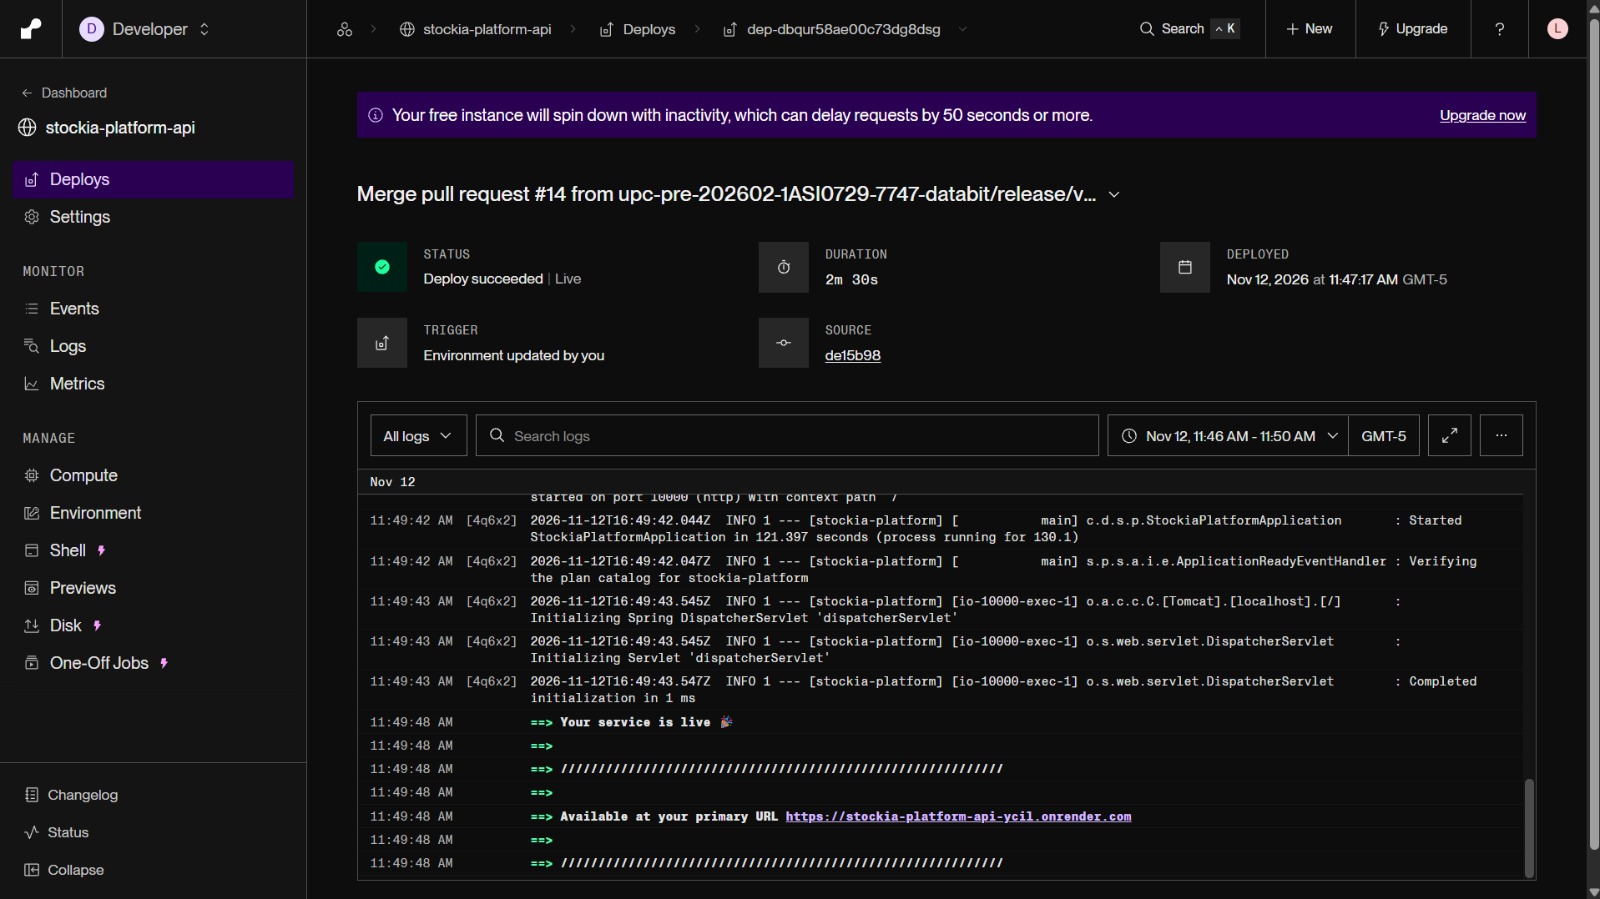 D Developer
stockia-platform-api
Deploys
dep-dbqur58ae00c73dg8dsg
Search ^ K
+ New
Upgrade
?
L
← Dashboard
stockia-platform-api
Deploys
Settings
MONITOR
Events
Logs
Metrics
MANAGE
Compute
Environment
Shell
Previews
Disk
One-Off Jobs
Changelog
Status
Collapse
Your free instance will spin down with inactivity, which can delay requests by 50 seconds or more.
Upgrade now
Merge pull request #14 from upc-pre-202602-1ASI0729-7747-databit/release/v...
STATUS
Deploy succeeded | Live
DURATION
2m 30s
DEPLOYED
Nov 12, 2026 at 11:47:17 AM GMT-5
TRIGGER
Environment updated by you
SOURCE
de15b98
All logs
Search logs
Nov 12, 11:46 AM - 11:50 AM
GMT-5
...
Nov 12
started on port 10000 (http) with context path '/'
11:49:42 AM [4q6x2] 2026-11-12T16:49:42.044Z INFO 1 --- [stockia-platform] [ main] c.d.s.p.StockiaPlatformApplication : Started
StockiaPlatformApplication in 121.397 seconds (process running for 130.1)
11:49:42 AM [4q6x2] 2026-11-12T16:49:42.047Z INFO 1 --- [stockia-platform] [ main] s.p.s.a.i.e.ApplicationReadyEventHandler : Verifying
the plan catalog for stockia-platform
11:49:43 AM [4q6x2] 2026-11-12T16:49:43.545Z INFO 1 --- [stockia-platform] [io-10000-exec-1] o.a.c.c.C.[Tomcat].[localhost].[/] :
Initializing Spring DispatcherServlet 'dispatcherServlet'
11:49:43 AM [4q6x2] 2026-11-12T16:49:43.545Z INFO 1 --- [stockia-platform] [io-10000-exec-1] o.s.web.servlet.DispatcherServlet :
Initializing Servlet 'dispatcherServlet'
11:49:43 AM [4q6x2] 2026-11-12T16:49:43.547Z INFO 1 --- [stockia-platform] [io-10000-exec-1] o.s.web.servlet.DispatcherServlet : Completed
initialization in 1 ms
11:49:48 AM ==> Your service is live 🎉
11:49:48 AM ==>
11:49:48 AM ==> ///////////////////////////////////////////////////////////
11:49:48 AM ==>
11:49:48 AM ==> Available at your primary URL https://stockia-platform-api-ycil.onrender.com
11:49:48 AM ==>
11:49:48 AM ==> ///////////////////////////////////////////////////////////